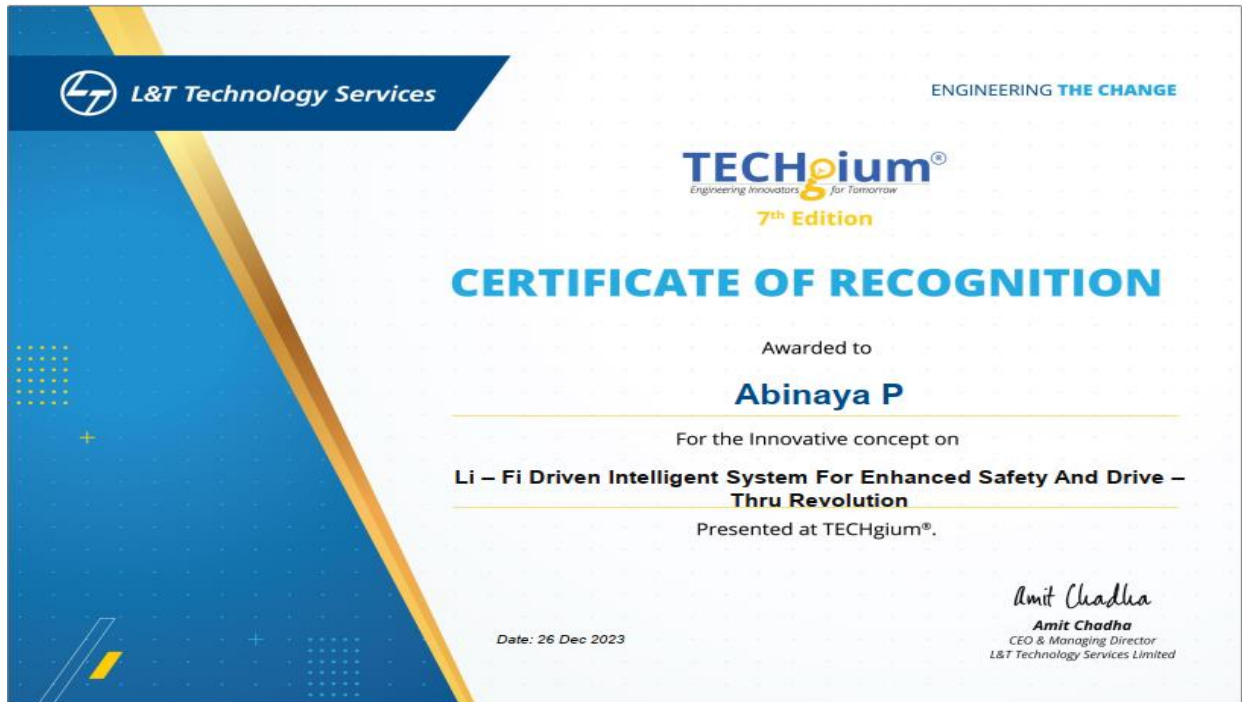 L&T Technology Services
ENGINEERING THE CHANGE
TECHgium®
Engineering Innovators for Tomorrow
7th Edition
CERTIFICATE OF RECOGNITION
Awarded to
Abinaya P
For the Innovative concept on
Li – Fi Driven Intelligent System For Enhanced Safety And Drive –
Thru Revolution
Presented at TECHgium®.
Amit Chadha
Amit Chadha
CEO & Managing Director
L&T Technology Services Limited
Date: 26 Dec 2023